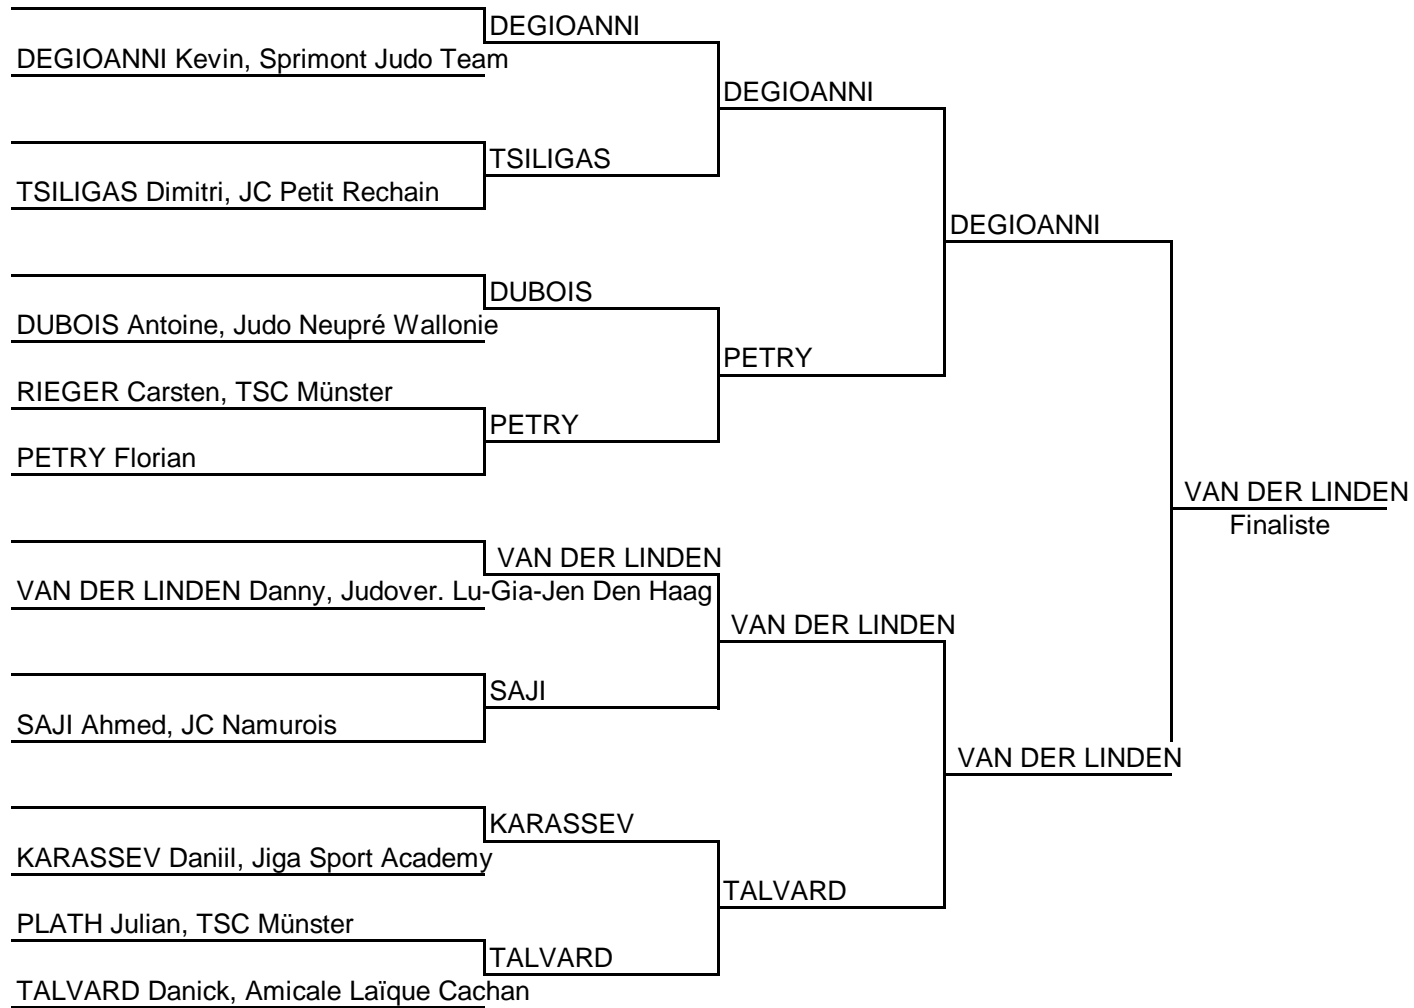 DEGIOANNI
DEGIOANNI Kevin, Sprimont Judo Team
DEGIOANNI
TSILIGAS
TSILIGAS Dimitri, JC Petit Rechain
DEGIOANNI
DUBOIS
DUBOIS Antoine, Judo Neupré Wallonie
PETRY
RIEGER Carsten, TSC Münster
PETRY
PETRY Florian
VAN DER LINDEN
Finaliste
VAN DER LINDEN
VAN DER LINDEN Danny, Judover. Lu-Gia-Jen Den Haag
VAN DER LINDEN
SAJI
SAJI Ahmed, JC Namurois
VAN DER LINDEN
KARASSEV
KARASSEV Daniil, Jiga Sport Academy
TALVARD
PLATH Julian, TSC Münster
TALVARD
TALVARD Danick, Amicale Laïque Cachan